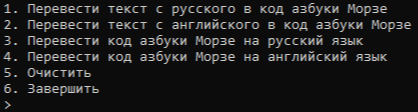 1. Перевести текст с русского в код азбуки Морзе
2. Перевести текст с английского в код азбуки Морзе
3. Перевести код азбуки Морзе на русский язык
4. Перевести код азбуки Морзе на английский язык
5. Очистить
6. Завершить
>